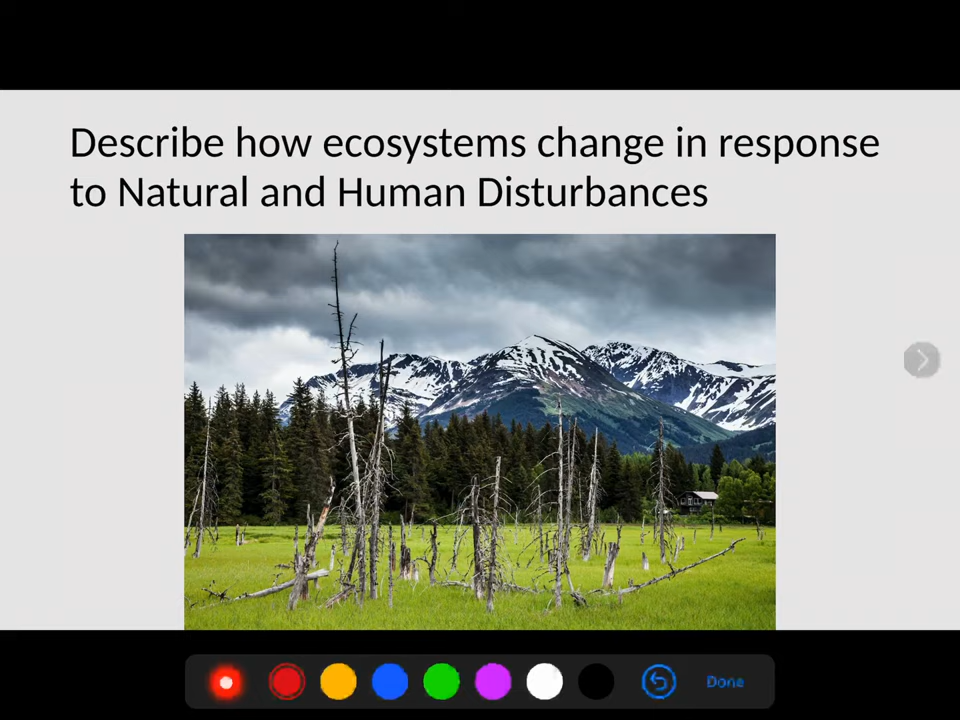 Describe how ecosystems change in response
to Natural and Human Disturbances
Done